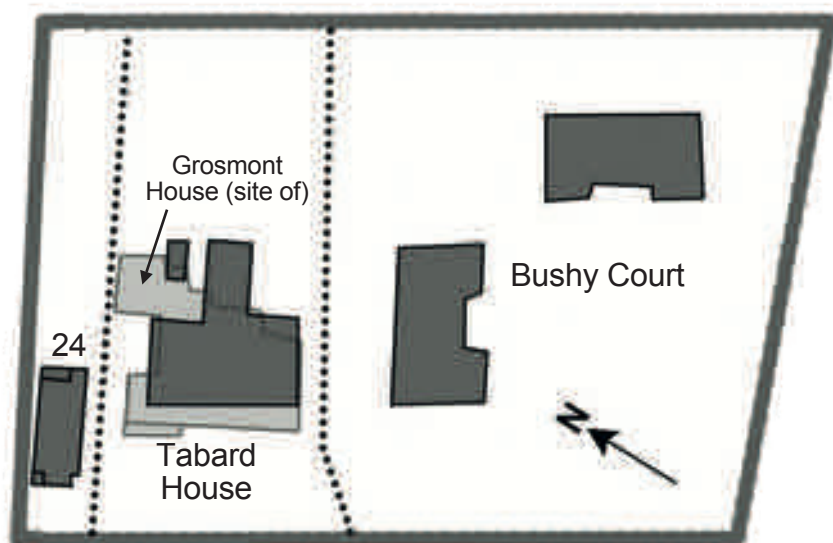 Grosmont
House (site of)
Bushy Court
24
N
Tabard
House